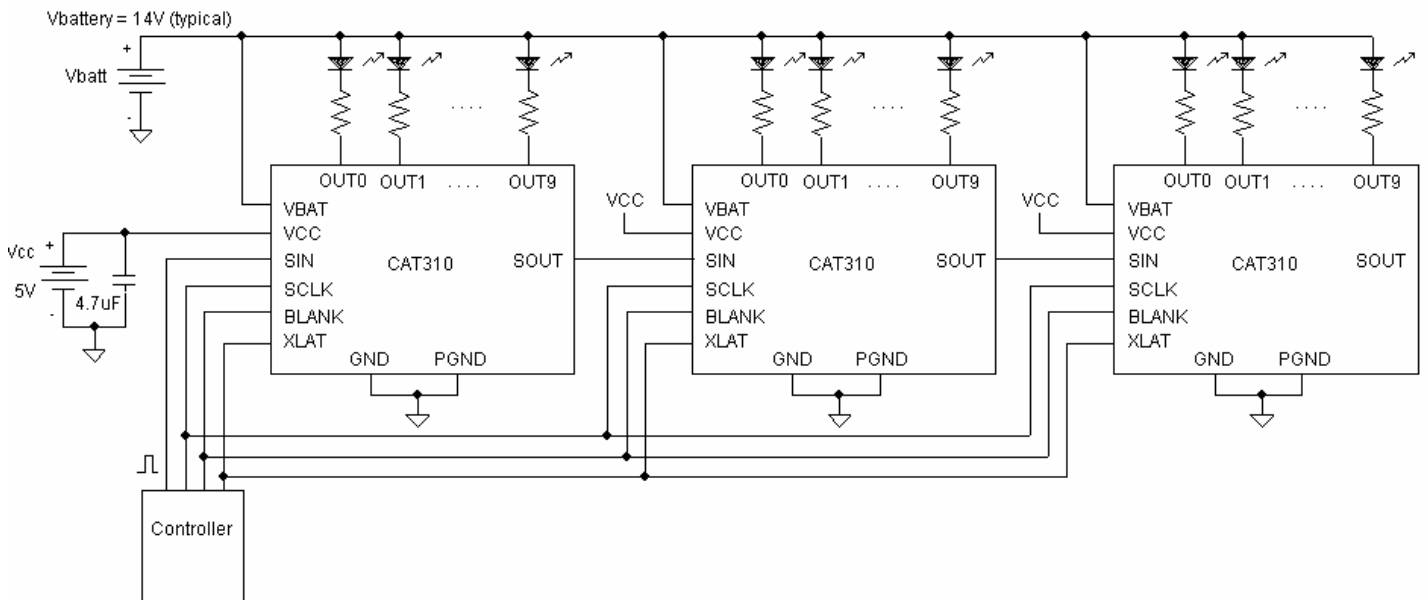 Vbattery = 14V (typical)
+
Vbatt
-
OUT0 OUT1 .... OUT9
OUT0 OUT1 .... OUT9
OUT0 OUT1 .... OUT9
....
....
....
VCC
VCC
VBAT
VCC
SIN
SCLK
BLANK
XLAT
CAT310
SOUT
GND PGND
VBAT
VCC
SIN
SCLK
BLANK
XLAT
CAT310
SOUT
GND PGND
VBAT
VCC
SIN
SCLK
BLANK
XLAT
CAT310
SOUT
GND PGND
Vcc
+
5V
-
4.7uF
Controller